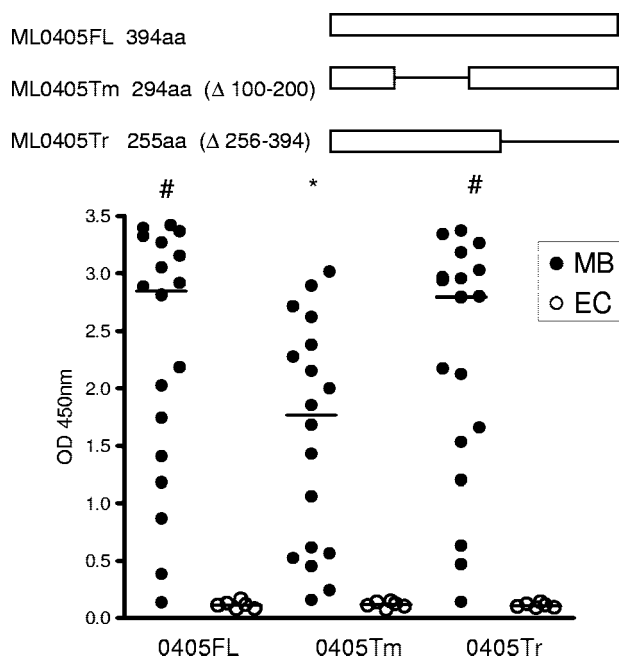 ML0405FL 394aa
ML0405Tm 294aa (Δ 100-200)
ML0405Tr 255aa (Δ 256-394)
# * #
3.5
3.0
2.5
2.0
1.5
1.0
0.5
0.0
OD 450nm
MB
EC
0405FL 0405Tm 0405Tr